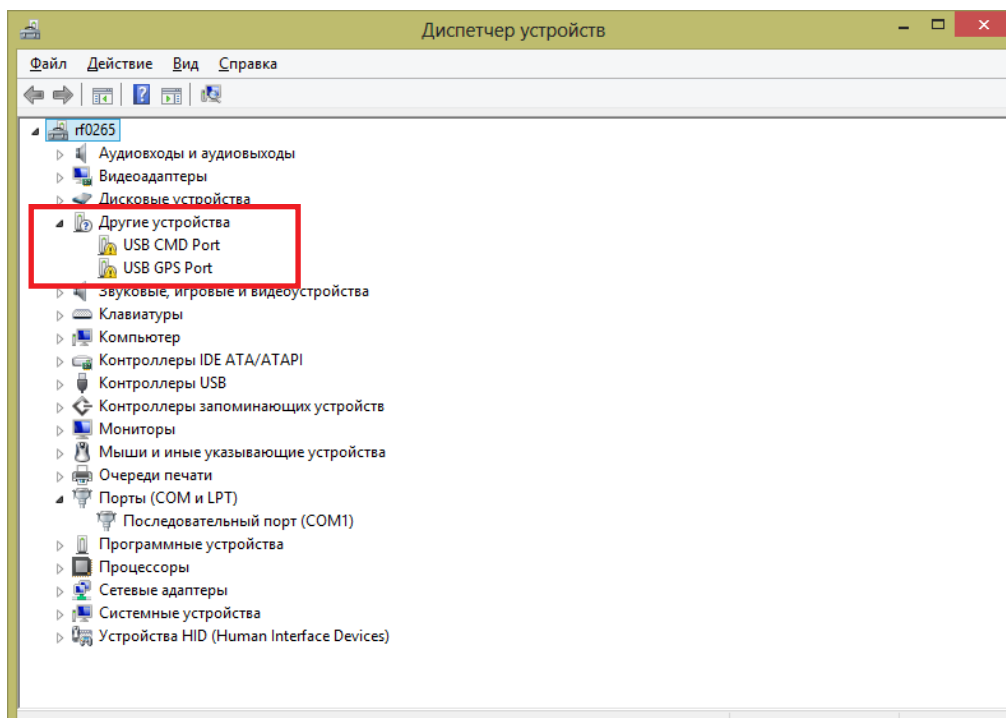 Диспетчер устройств
Файл Действие Вид Справка
rf0265
Аудиовходы и аудиовыходы
Видеоадаптеры
Дисковые устройства
Другие устройства
USB CMD Port
USB GPS Port
Звуковые, игровые и видеоустройства
Клавиатуры
Компьютер
Контроллеры IDE ATA/ATAPI
Контроллеры USB
Контроллеры запоминающих устройств
Мониторы
Мыши и иные указывающие устройства
Очереди печати
Порты (COM и LPT)
Последовательный порт (COM1)
Программные устройства
Процессоры
Сетевые адаптеры
Системные устройства
Устройства HID (Human Interface Devices)